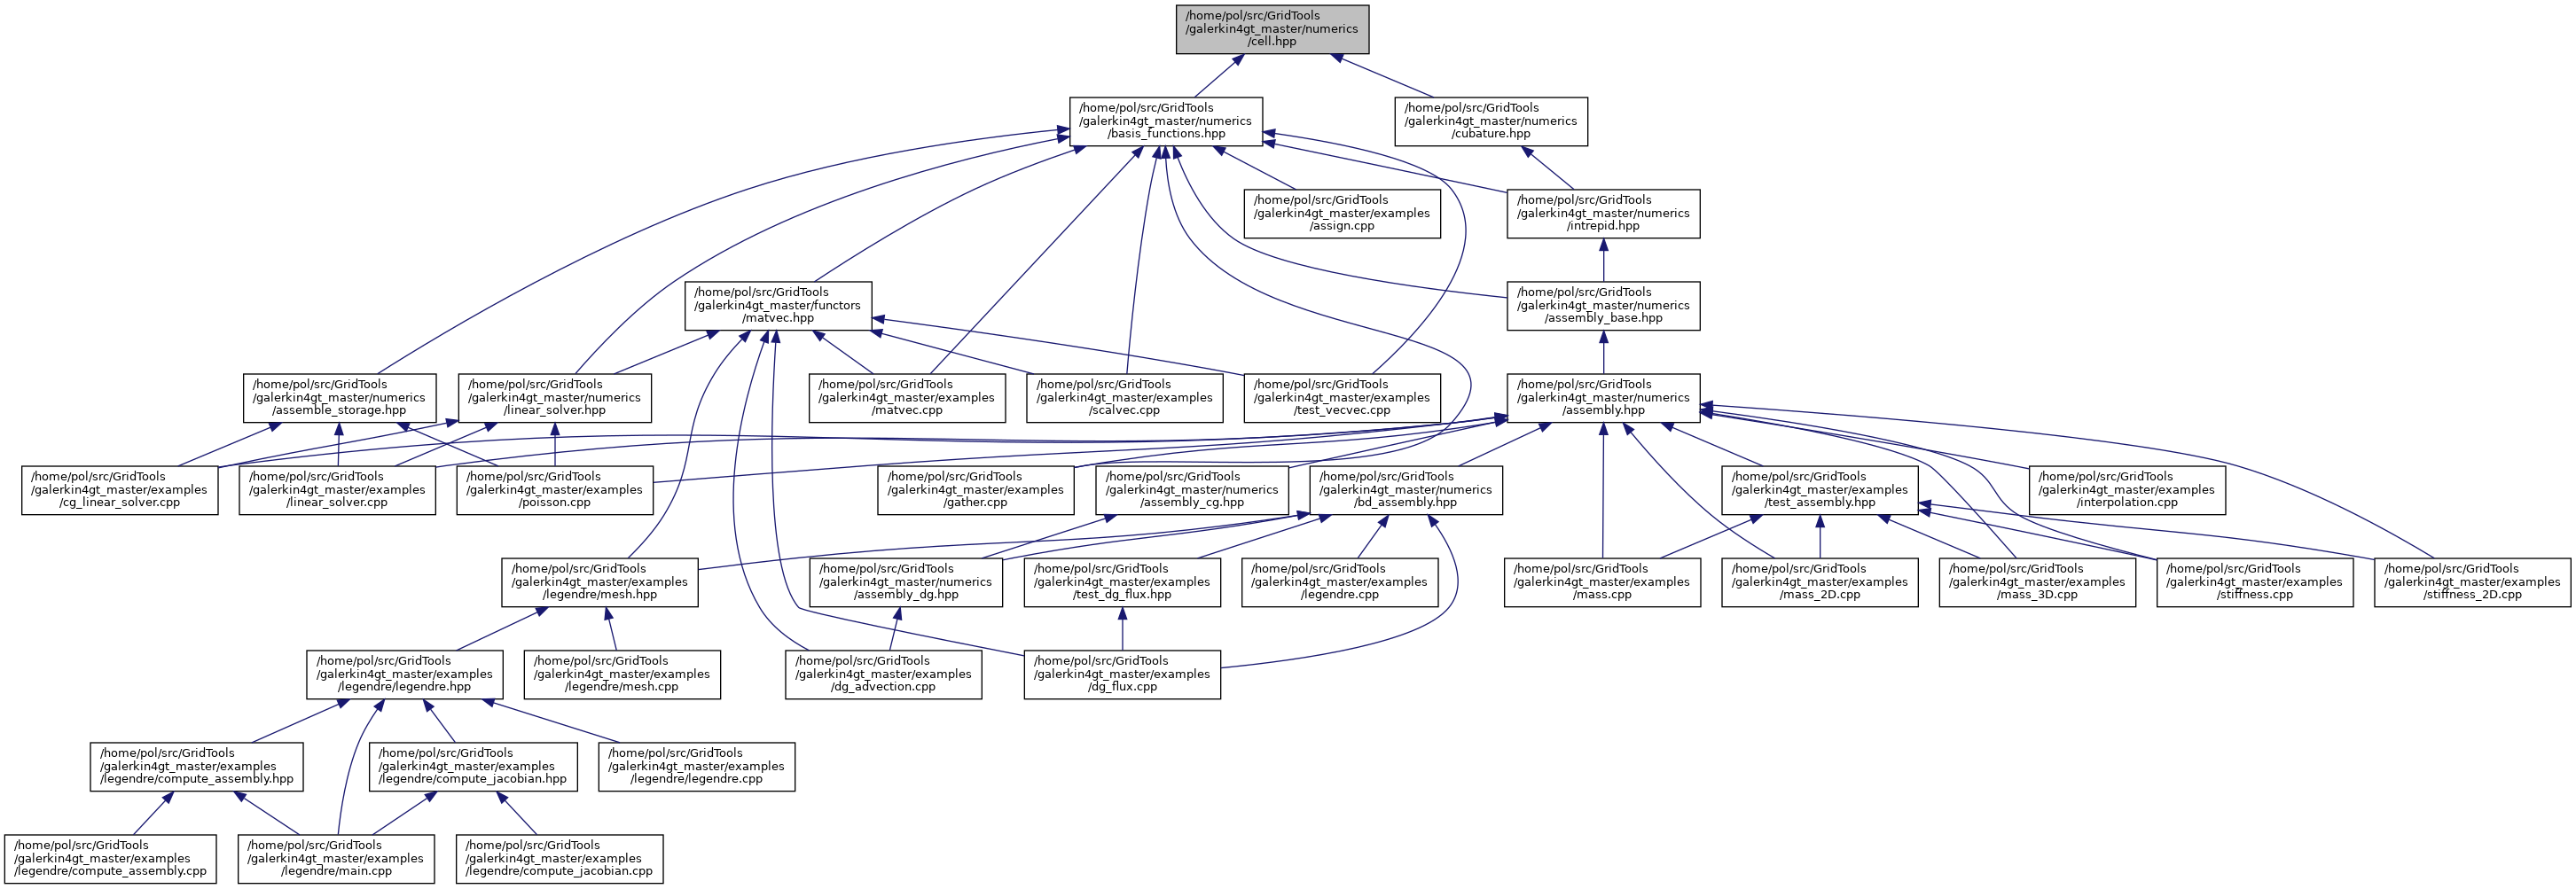 /home/pol/src/GridTools
/galerkin4gt_master/numerics
/cell.hpp
/home/pol/src/GridTools
/galerkin4gt_master/numerics
/basis_functions.hpp
/home/pol/src/GridTools
/galerkin4gt_master/numerics
/cubature.hpp
/home/pol/src/GridTools
/galerkin4gt_master/examples
/assign.cpp
/home/pol/src/GridTools
/galerkin4gt_master/numerics
/intrepid.hpp
/home/pol/src/GridTools
/galerkin4gt_master/functors
/matvec.hpp
/home/pol/src/GridTools
/galerkin4gt_master/numerics
/assembly_base.hpp
/home/pol/src/GridTools
/galerkin4gt_master/numerics
/assemble_storage.hpp
/home/pol/src/GridTools
/galerkin4gt_master/numerics
/linear_solver.hpp
/home/pol/src/GridTools
/galerkin4gt_master/examples
/matvec.cpp
/home/pol/src/GridTools
/galerkin4gt_master/examples
/scalvec.cpp
/home/pol/src/GridTools
/galerkin4gt_master/examples
/test_vecvec.cpp
/home/pol/src/GridTools
/galerkin4gt_master/numerics
/assembly.hpp
/home/pol/src/GridTools
/galerkin4gt_master/examples
/cg_linear_solver.cpp
/home/pol/src/GridTools
/galerkin4gt_master/examples
/linear_solver.cpp
/home/pol/src/GridTools
/galerkin4gt_master/examples
/poisson.cpp
/home/pol/src/GridTools
/galerkin4gt_master/examples
/gather.cpp
/home/pol/src/GridTools
/galerkin4gt_master/numerics
/assembly_cg.hpp
/home/pol/src/GridTools
/galerkin4gt_master/numerics
/bd_assembly.hpp
/home/pol/src/GridTools
/galerkin4gt_master/examples
/test_assembly.hpp
/home/pol/src/GridTools
/galerkin4gt_master/examples
/interpolation.cpp
/home/pol/src/GridTools
/galerkin4gt_master/examples
/legendre/mesh.hpp
/home/pol/src/GridTools
/galerkin4gt_master/numerics
/assembly_dg.hpp
/home/pol/src/GridTools
/galerkin4gt_master/examples
/test_dg_flux.hpp
/home/pol/src/GridTools
/galerkin4gt_master/examples
/legendre.cpp
/home/pol/src/GridTools
/galerkin4gt_master/examples
/mass.cpp
/home/pol/src/GridTools
/galerkin4gt_master/examples
/mass_2D.cpp
/home/pol/src/GridTools
/galerkin4gt_master/examples
/mass_3D.cpp
/home/pol/src/GridTools
/galerkin4gt_master/examples
/stiffness.cpp
/home/pol/src/GridTools
/galerkin4gt_master/examples
/stiffness_2D.cpp
/home/pol/src/GridTools
/galerkin4gt_master/examples
/legendre/legendre.hpp
/home/pol/src/GridTools
/galerkin4gt_master/examples
/legendre/mesh.cpp
/home/pol/src/GridTools
/galerkin4gt_master/examples
/dg_advection.cpp
/home/pol/src/GridTools
/galerkin4gt_master/examples
/dg_flux.cpp
/home/pol/src/GridTools
/galerkin4gt_master/examples
/legendre/compute_assembly.hpp
/home/pol/src/GridTools
/galerkin4gt_master/examples
/legendre/compute_jacobian.hpp
/home/pol/src/GridTools
/galerkin4gt_master/examples
/legendre/legendre.cpp
/home/pol/src/GridTools
/galerkin4gt_master/examples
/legendre/compute_assembly.cpp
/home/pol/src/GridTools
/galerkin4gt_master/examples
/legendre/main.cpp
/home/pol/src/GridTools
/galerkin4gt_master/examples
/legendre/compute_jacobian.cpp